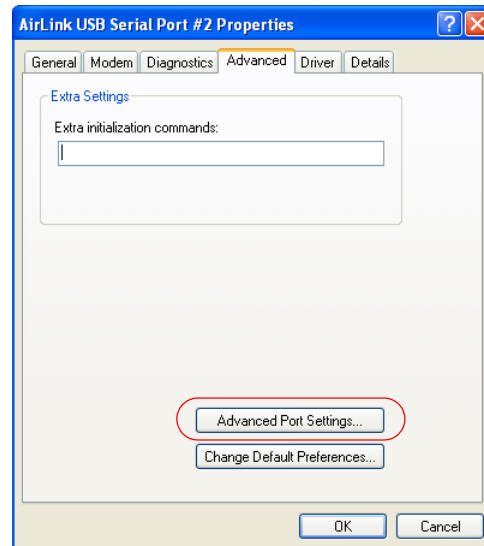 AirLink USB Serial Port #2 Properties
General Modem Diagnostics Advanced Driver Details
Extra Settings
Extra initialization commands:
Advanced Port Settings...
Change Default Preferences...
OK Cancel